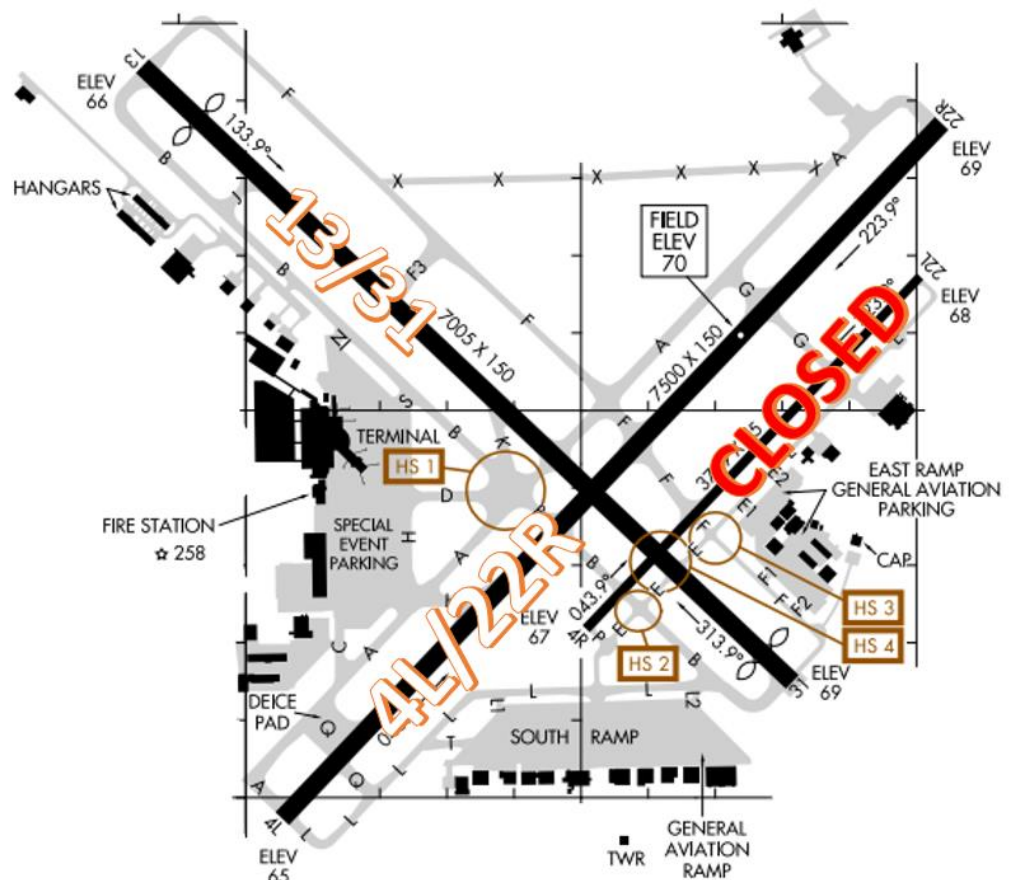 13
ELEV
66
133.9°
F
B
J
HANGARS
13/31
B
F3
F
7005 X 150
Z1
S
B
K
X X X X X
A
22R
ELEV
69
223.9°
FIELD
ELEV
70
22L
ELEV
68
G
G
A
7500 X 150
CLOSED
F
F
TERMINAL
HS 1
D
E2
EAST RAMP
GENERAL AVIATION
PARKING
E1
F
E
FIRE STATION
258
SPECIAL
EVENT
PARKING
H
A
4L/22R
B
CAP
F1
F
F2
043.9°
ELEV
67
4R
P
E
E
HS 3
HS 4
HS 2
313.9°
B
31
ELEV
69
C
A
L
L1
L
L2
DEICE
PAD
Q
Q
L
L
T
SOUTH RAMP
A
4L
L
L
ELEV
65
TWR
GENERAL
AVIATION
RAMP